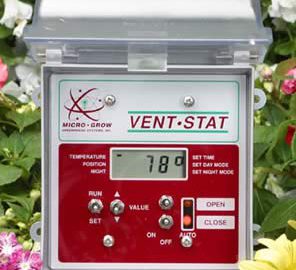 MICRO·GROW
GREENHOUSE SYSTEMS, INC.
VENT·STAT
TEMPERATURE
POSITION
NIGHT
78°
SET TIME
SET DAY MODE
SET NIGHT MODE
RUN
SET
VALUE
ON
OFF
AUTO
OPEN
CLOSE